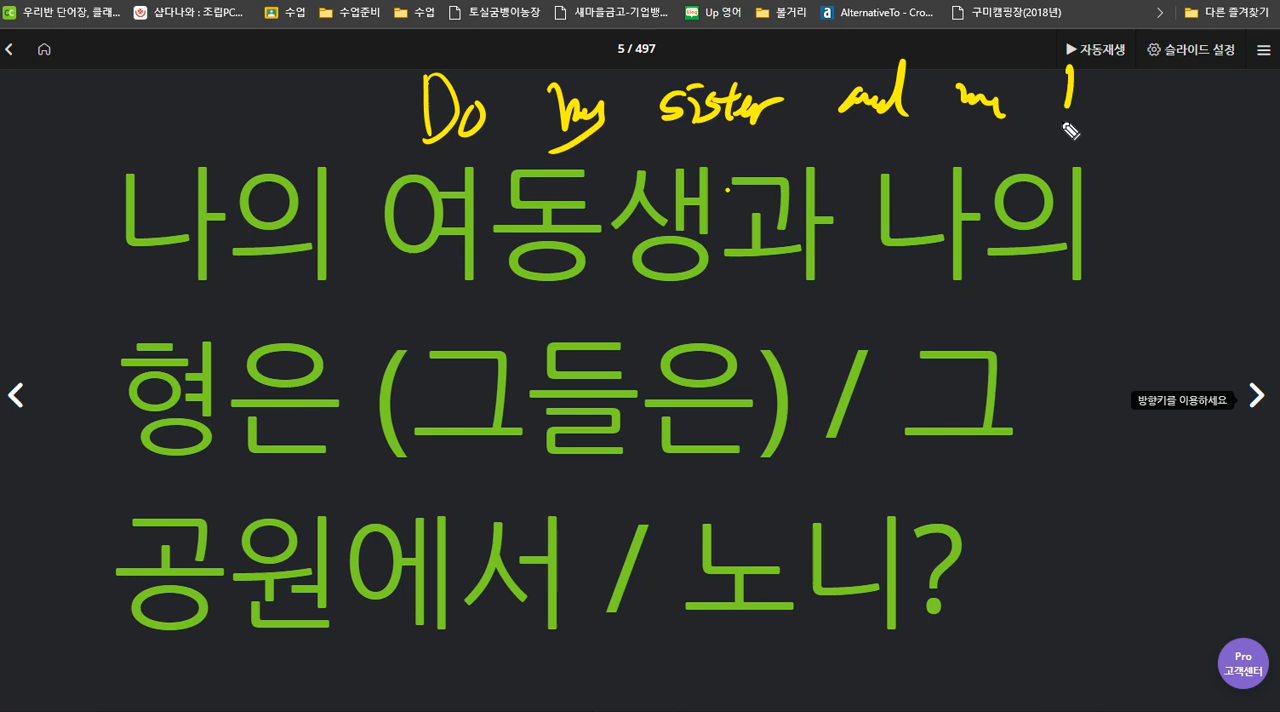 우리반 단어장, 클래... 샵다나와 : 조립PC... 수업 수업준비 수업 토실굼뱅이농장 새마을금고-기업뱅... Up 영어 볼거리 AlternativeTo - Cro... 구미캠핑장(2018년) 다른 즐겨찾기
5 / 497 자동재생 슬라이드 설정
Do my sister and my
나의 여동생과 나의
형은 (그들은) / 그
방향키를 이용하세요
공원에서 / 노니?
Pro
고객센터